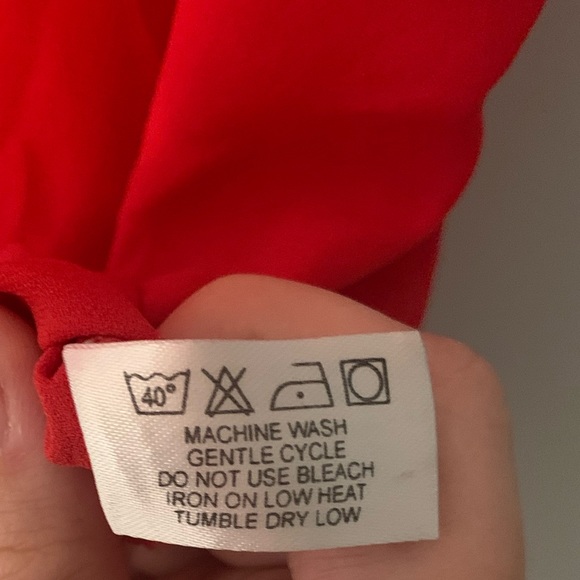 40°
MACHINE WASH
GENTLE CYCLE
DO NOT USE BLEACH
IRON ON LOW HEAT
TUMBLE DRY LOW